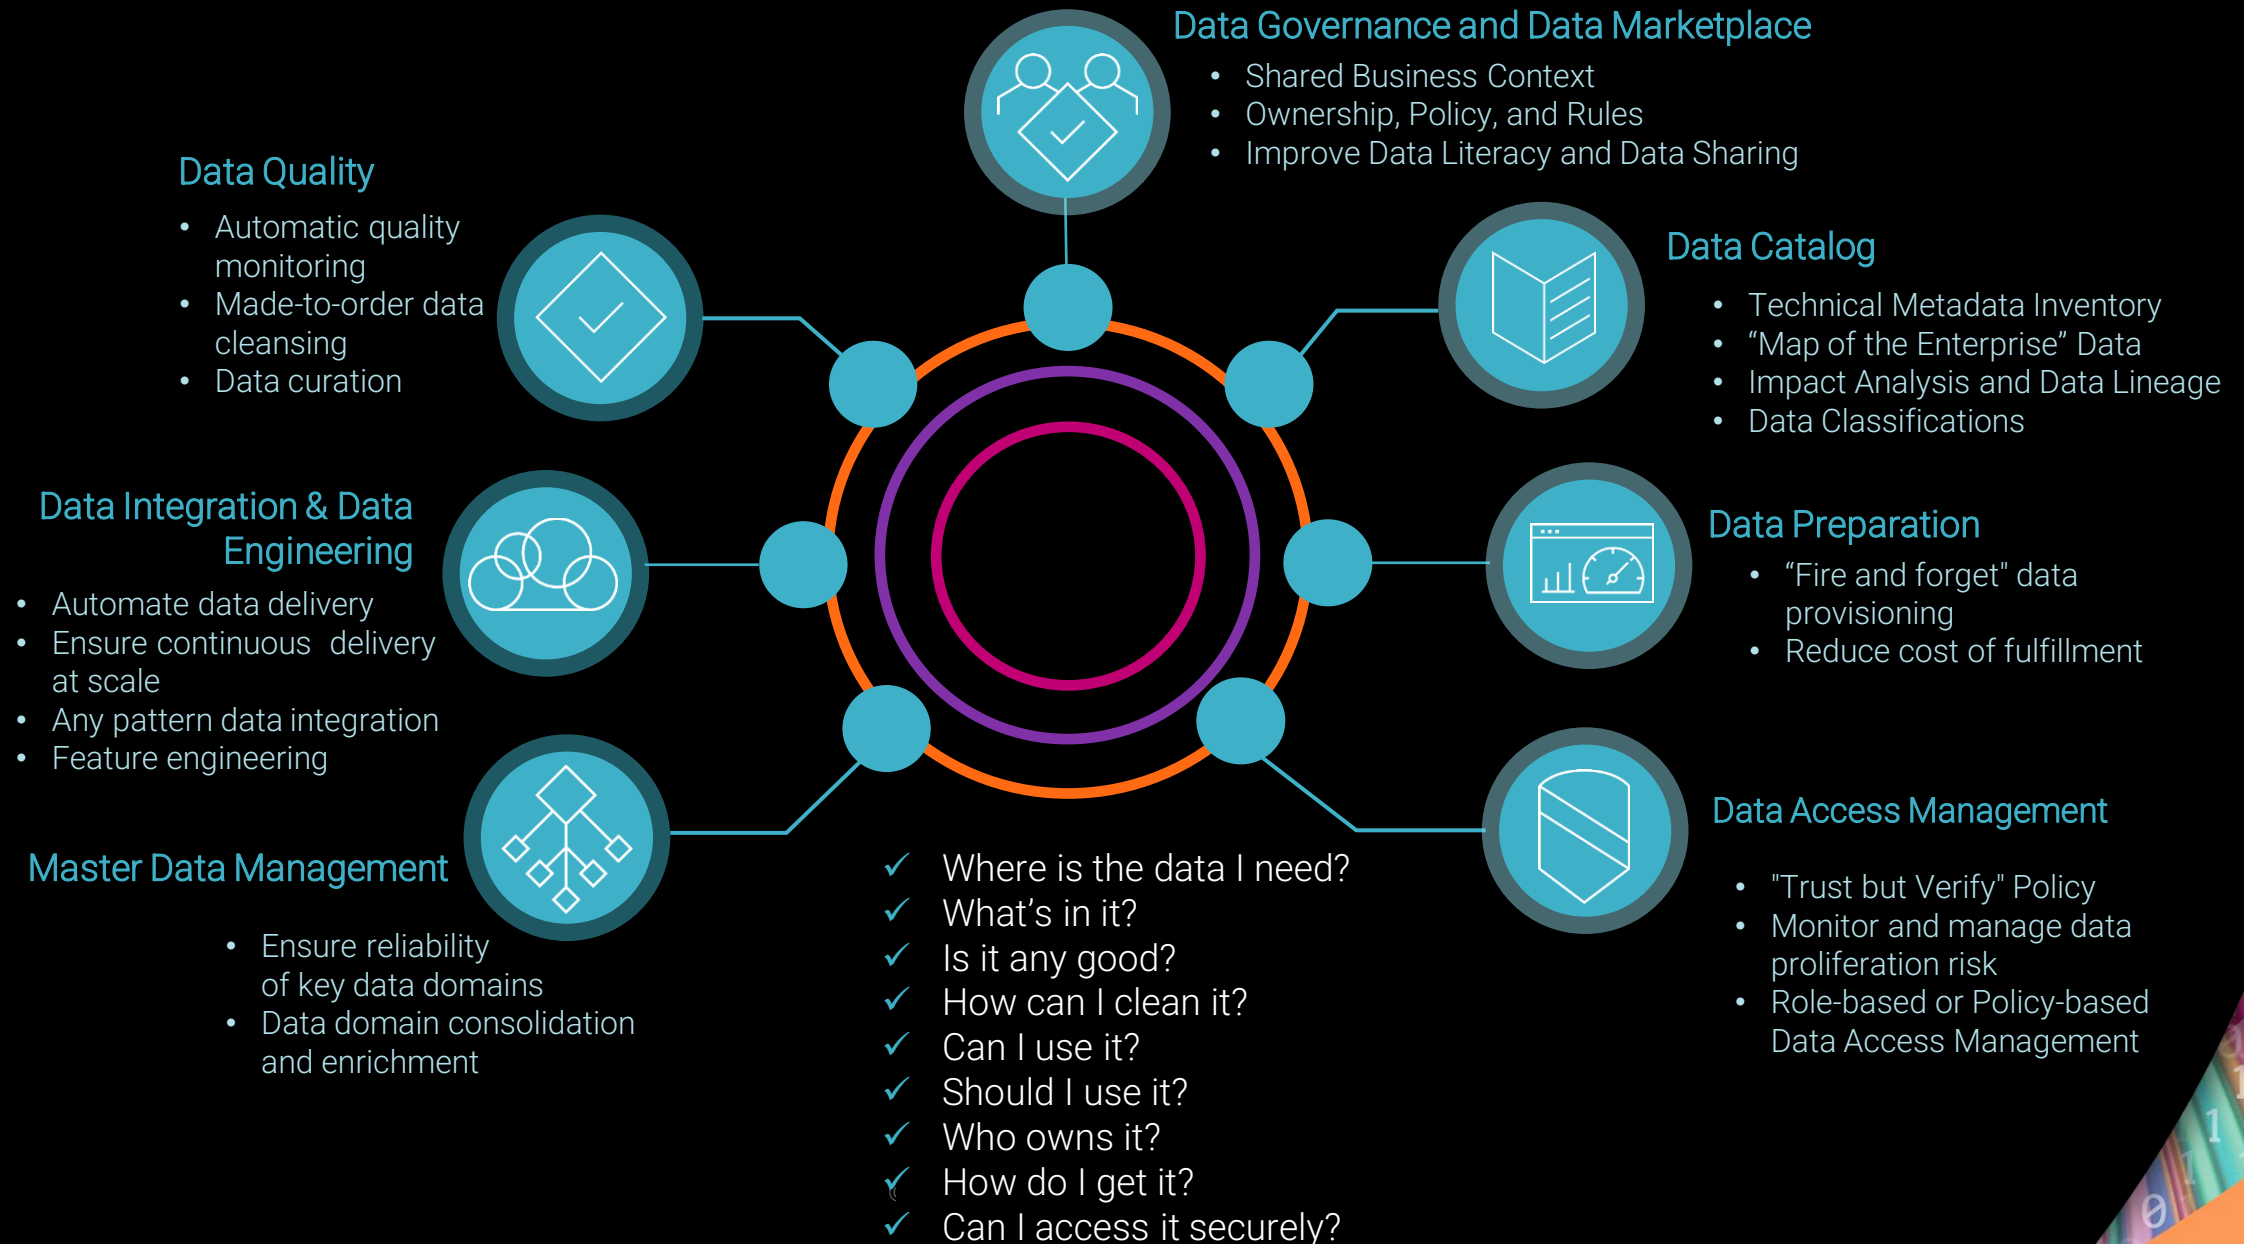 Data Governance and Data Marketplace
• Shared Business Context
• Ownership, Policy, and Rules
• Improve Data Literacy and Data Sharing
Data Quality
• Automatic quality
monitoring
• Made-to-order data
cleansing
• Data curation
Data Catalog
• Technical Metadata Inventory
• “Map of the Enterprise” Data
• Impact Analysis and Data Lineage
• Data Classifications
Data Integration & Data
Engineering
• Automate data delivery
• Ensure continuous  delivery
at scale
• Any pattern data integration
• Feature engineering
Data Preparation
• “Fire and forget" data
provisioning
• Reduce cost of fulfillment
Master Data Management
• Ensure reliability
of key data domains
• Data domain consolidation
and enrichment
Data Access Management
• "Trust but Verify" Policy
• Monitor and manage data
proliferation risk
• Role-based or Policy-based
Data Access Management
✓ Where is the data I need?
✓ What’s in it?
✓ Is it any good?
✓ How can I clean it?
✓ Can I use it?
✓ Should I use it?
✓ Who owns it?
✓ How do I get it?
✓ Can I access it securely?